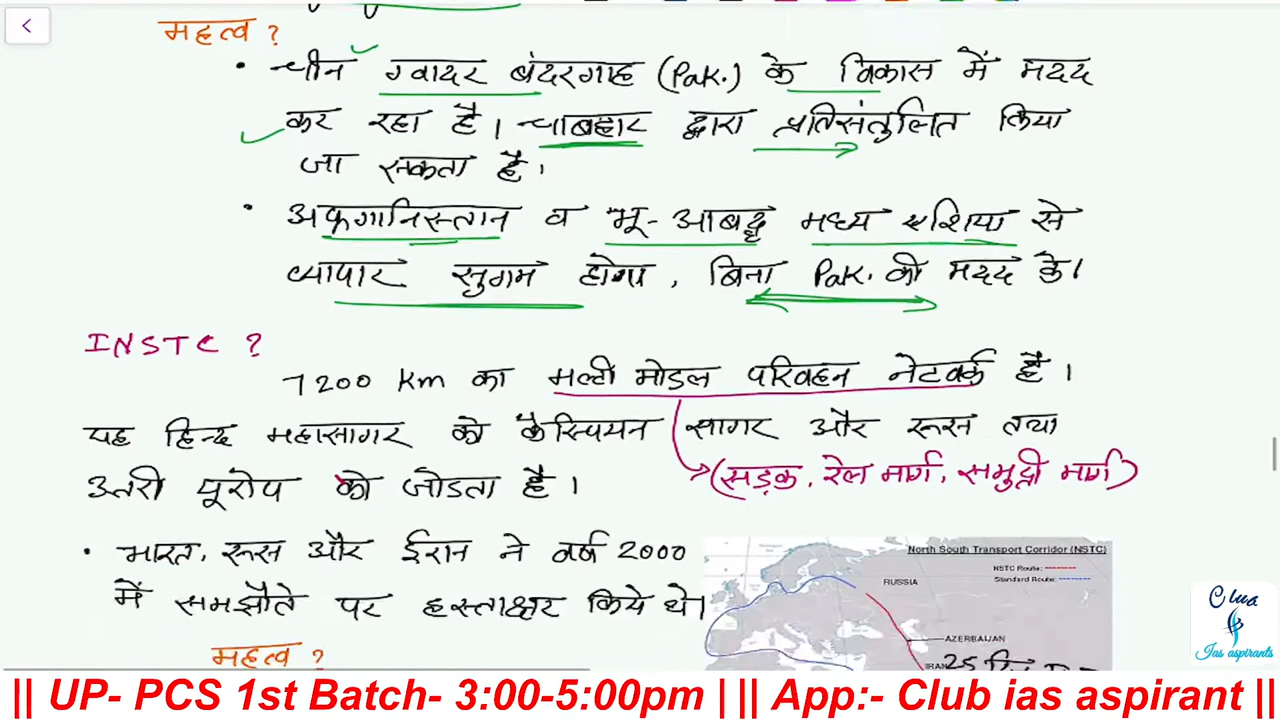 महत्व ?
• चीन ग्वादर बंदरगाह (Pak.) के विकास में मदद
कर रहा है। चाबहार द्वारा प्रतिसंतुलित किया
जा सकता है।
• अफगानिस्तान व भू-आबद्ध मध्य एशिया से
व्यापार सुगम होगा, बिना Pak. की मदद के।
INSTC ?
7200 Km का मल्टी मोडल परिवहन नेटवर्क है।
यह हिन्द महासागर को कैस्पियन सागर और रूस तथा
(सड़क, रेल मार्ग, समुद्री मार्ग)
उतरी यूरोप को जोडता है।
• भारत, रूस और ईरान ने वर्ष 2000
में समझौते पर हस्ताक्षर किये थे।
North South Transport Corridor (NSTC)
NSTC Route:
Standard Route:
RUSSIA
AZERBAIJAN
IRAN
महत्व ?
Club
Ias aspirants
|| UP- PCS 1st Batch- 3:00-5:00pm | || App:- Club ias aspirant ||